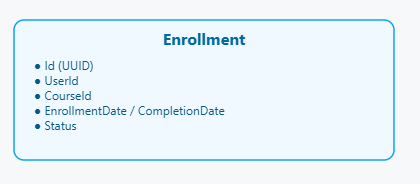 Enrollment
● Id (UUID)
● UserId
● CourseId
● EnrollmentDate / CompletionDate
● Status